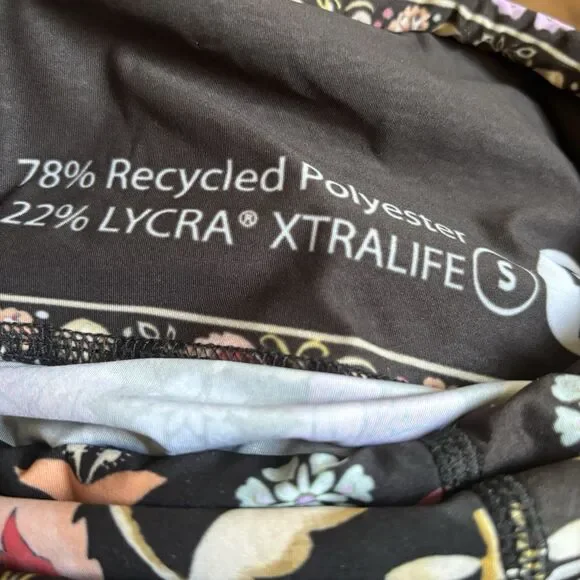 78% Recycled Polyester
22% LYCRA® XTRALIFE S